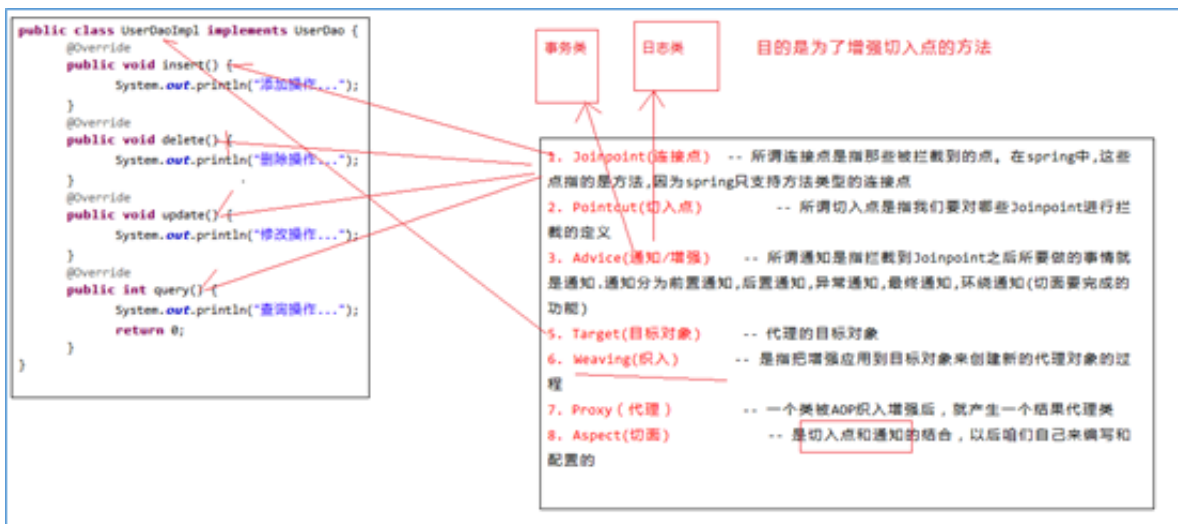 public class UserDaoImpl implements UserDao {
@Override
public void insert() {
System.out.println("添加操作...");
}
@Override
public void delete() {
System.out.println("删除操作...");
}
@Override
public void update() {
System.out.println("修改操作...");
}
@Override
public int query() {
System.out.println("查询操作...");
return 0;
}
}
事务类
日志类
目的是为了增强切入点的方法
1. Joinpoint(连接点) -- 所谓连接点是指那些被拦截到的点。在spring中,这些
点指的是方法,因为spring只支持方法类型的连接点
2. Pointcut(切入点) -- 所谓切入点是指我们要对哪些Joinpoint进行拦
截的定义
3. Advice(通知/增强) -- 所谓通知是指拦截到Joinpoint之后所要做的事情就
是通知.通知分为前置通知,后置通知,异常通知,最终通知,环绕通知(切面要完成的
功能)
5. Target(目标对象) -- 代理的目标对象
6. Weaving(织入) -- 是指把增强应用到目标对象来创建新的代理对象的过
程
7. Proxy（代理） -- 一个类被AOP织入增强后，就产生一个结果代理类
8. Aspect(切面) -- 是切入点和通知的结合，以后咱们自己来编写和
配置的